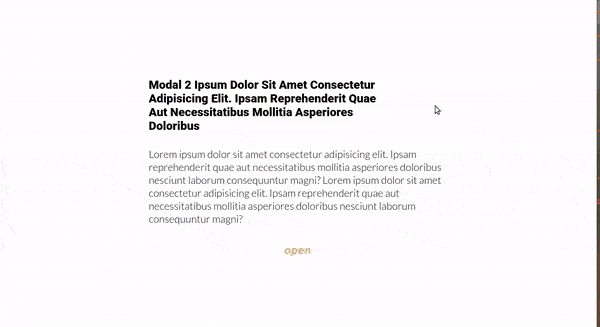 Modal 2 Ipsum Dolor Sit Amet Consectetur
Adipisicing Elit. Ipsam Reprehenderit Quae
Aut Necessitatibus Mollitia Asperiores
Doloribus
Lorem ipsum dolor sit amet consectetur adipisicing elit. Ipsam
reprehenderit quae aut necessitatibus mollitia asperiores doloribus
nesciunt laborum consequuntur magni? Lorem ipsum dolor sit amet
consectetur adipisicing elit. Ipsam reprehenderit quae aut
necessitatibus mollitia asperiores doloribus nesciunt laborum
consequuntur magni?
open